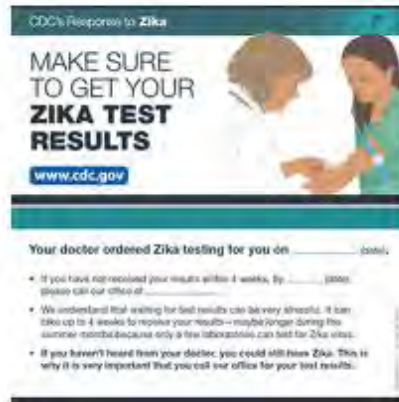 CDC's Response to Zika
MAKE SURE
TO GET YOUR
ZIKA TEST
RESULTS
www.cdc.gov
Your doctor ordered Zika testing for you on (date).
• If you have not received your results within 4 weeks, by (date)
please call our office at
• We understand that waiting for test results can be very stressful. It can
take up to 4 weeks to receive your results – maybe longer during the
summer months because only a few laboratories can test for Zika virus.
• If you haven't heard from your doctor, you could still have Zika. This is
why it is very important that you call our office for your test results.